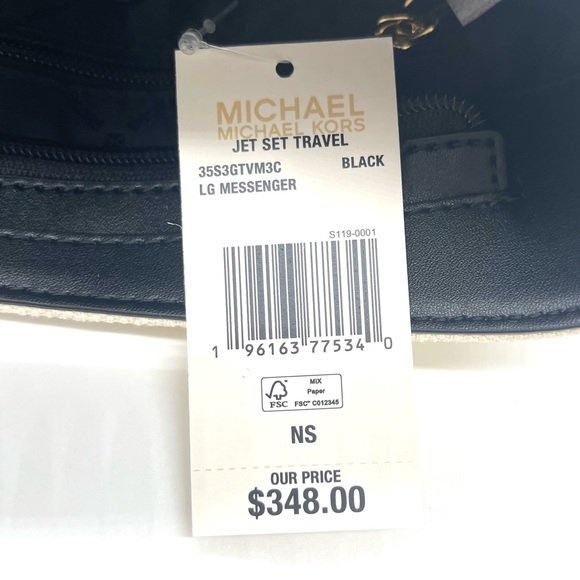 MICHAEL
MICHAEL KORS
JET SET TRAVEL
35S3GTVM3C BLACK
LG MESSENGER
S119-0001
1 96163 77534 0
FSC
MIX
Paper
FSC™ C012345
NS
OUR PRICE
$348.00